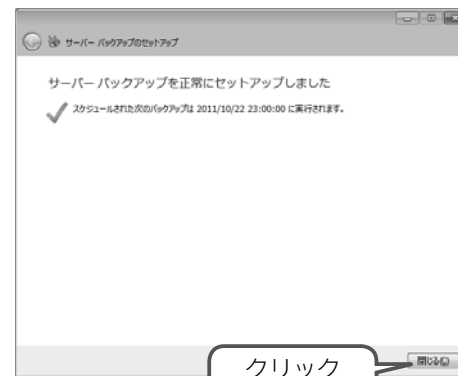 サーバー バックアップのセットアップ
サーバー バックアップを正常にセットアップしました
スケジュールされた次のバックアップは 2011/10/22 23:00:00 に実行されます。
閉じる(C)
クリック